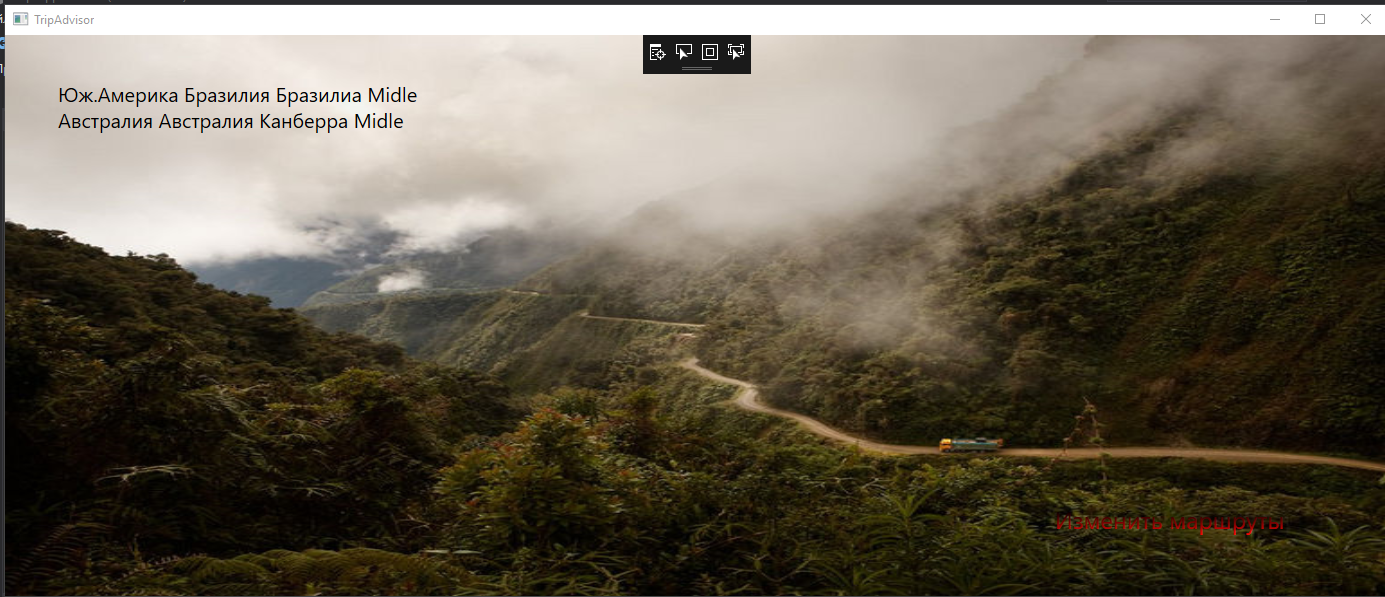 TripAdvisor
Юж.Америка Бразилия Бразилиа Midle
Австралия Австралия Канберра Midle
Изменить маршруты